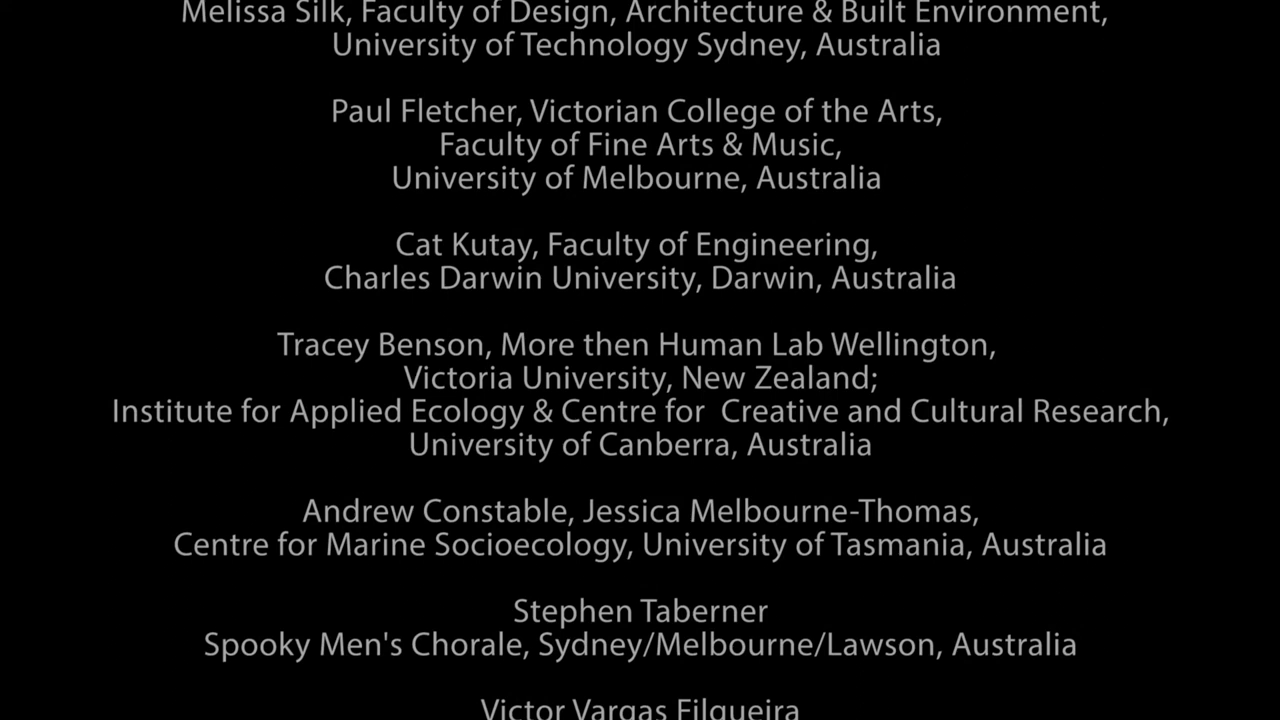 Melissa Silk, Faculty of Design, Architecture & Built Environment,
University of Technology Sydney, Australia
Paul Fletcher, Victorian College of the Arts,
Faculty of Fine Arts & Music,
University of Melbourne, Australia
Cat Kutay, Faculty of Engineering,
Charles Darwin University, Darwin, Australia
Tracey Benson, More then Human Lab Wellington,
Victoria University, New Zealand;
Institute for Applied Ecology & Centre for Creative and Cultural Research,
University of Canberra, Australia
Andrew Constable, Jessica Melbourne-Thomas,
Centre for Marine Socioecology, University of Tasmania, Australia
Stephen Taberner
Spooky Men's Chorale, Sydney/Melbourne/Lawson, Australia
Victor Vargas Filgueira